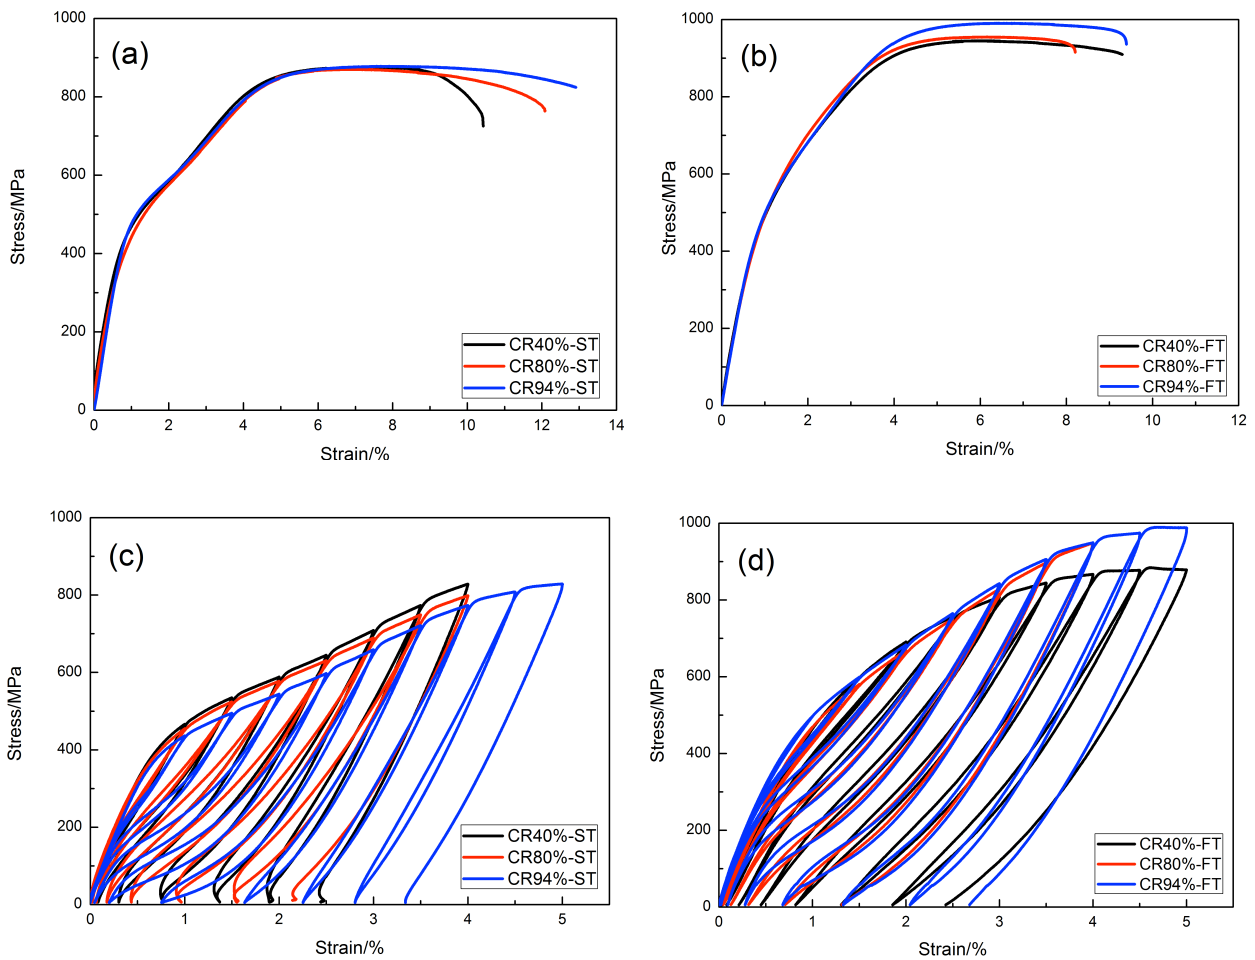 (a)
Stress/MPa
1000
800
600
400
200
0
0 2 4 6 8 10 12 14
Strain/%
CR40%-ST
CR80%-ST
CR94%-ST
(b)
Stress/MPa
1000
800
600
400
200
0
0 2 4 6 8 10 12
Strain/%
CR40%-FT
CR80%-FT
CR94%-FT
(c)
Stress/MPa
1000
800
600
400
200
0
0 1 2 3 4 5
Strain/%
CR40%-ST
CR80%-ST
CR94%-ST
(d)
Stress/MPa
1000
800
600
400
200
0
0 1 2 3 4 5
Strain/%
CR40%-FT
CR80%-FT
CR94%-FT